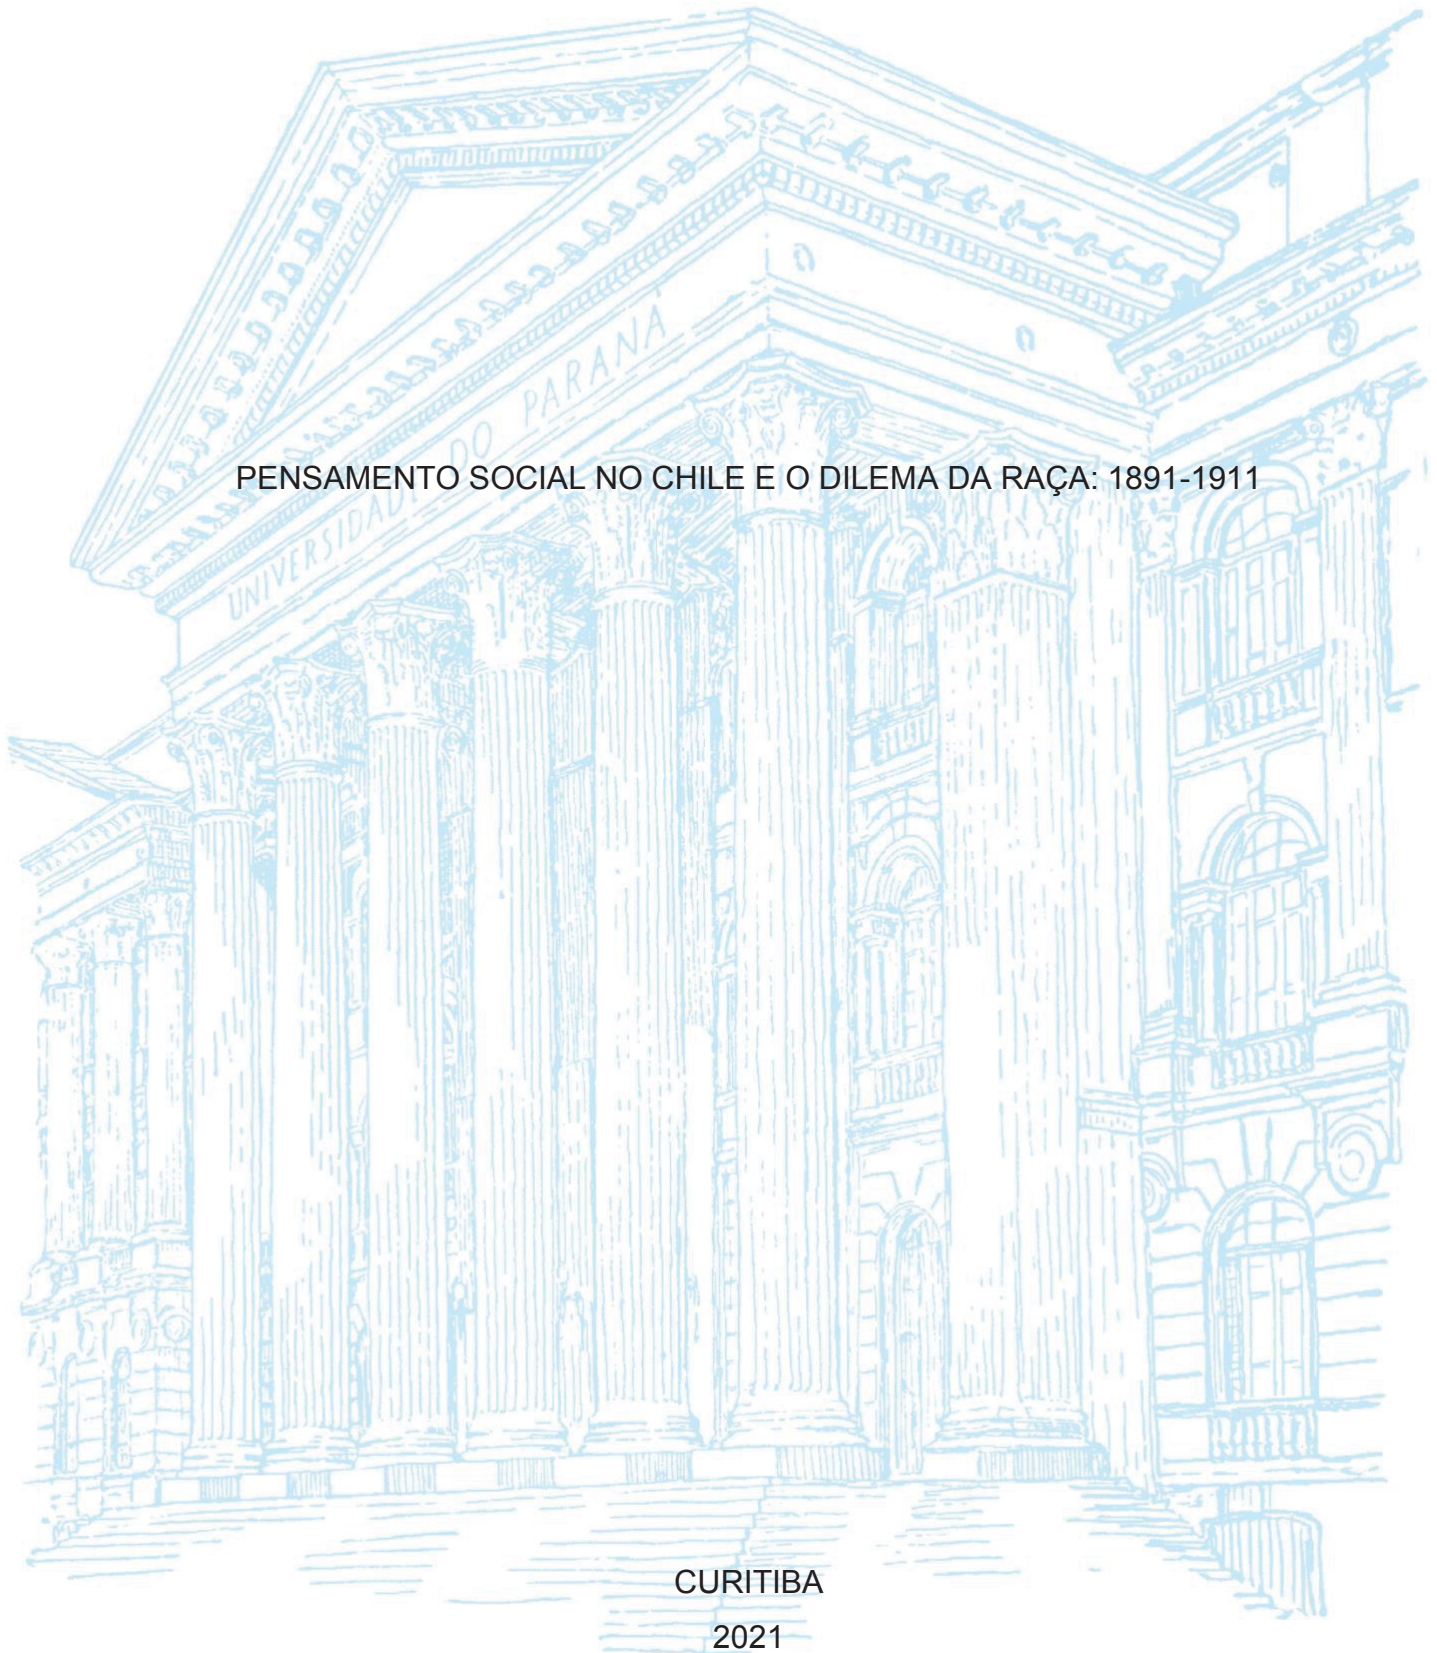 UNIVERSIDADE DO PARANÁ
PENSAMENTO SOCIAL NO CHILE E O DILEMA DA RAÇA: 1891-1911
CURITIBA
2021